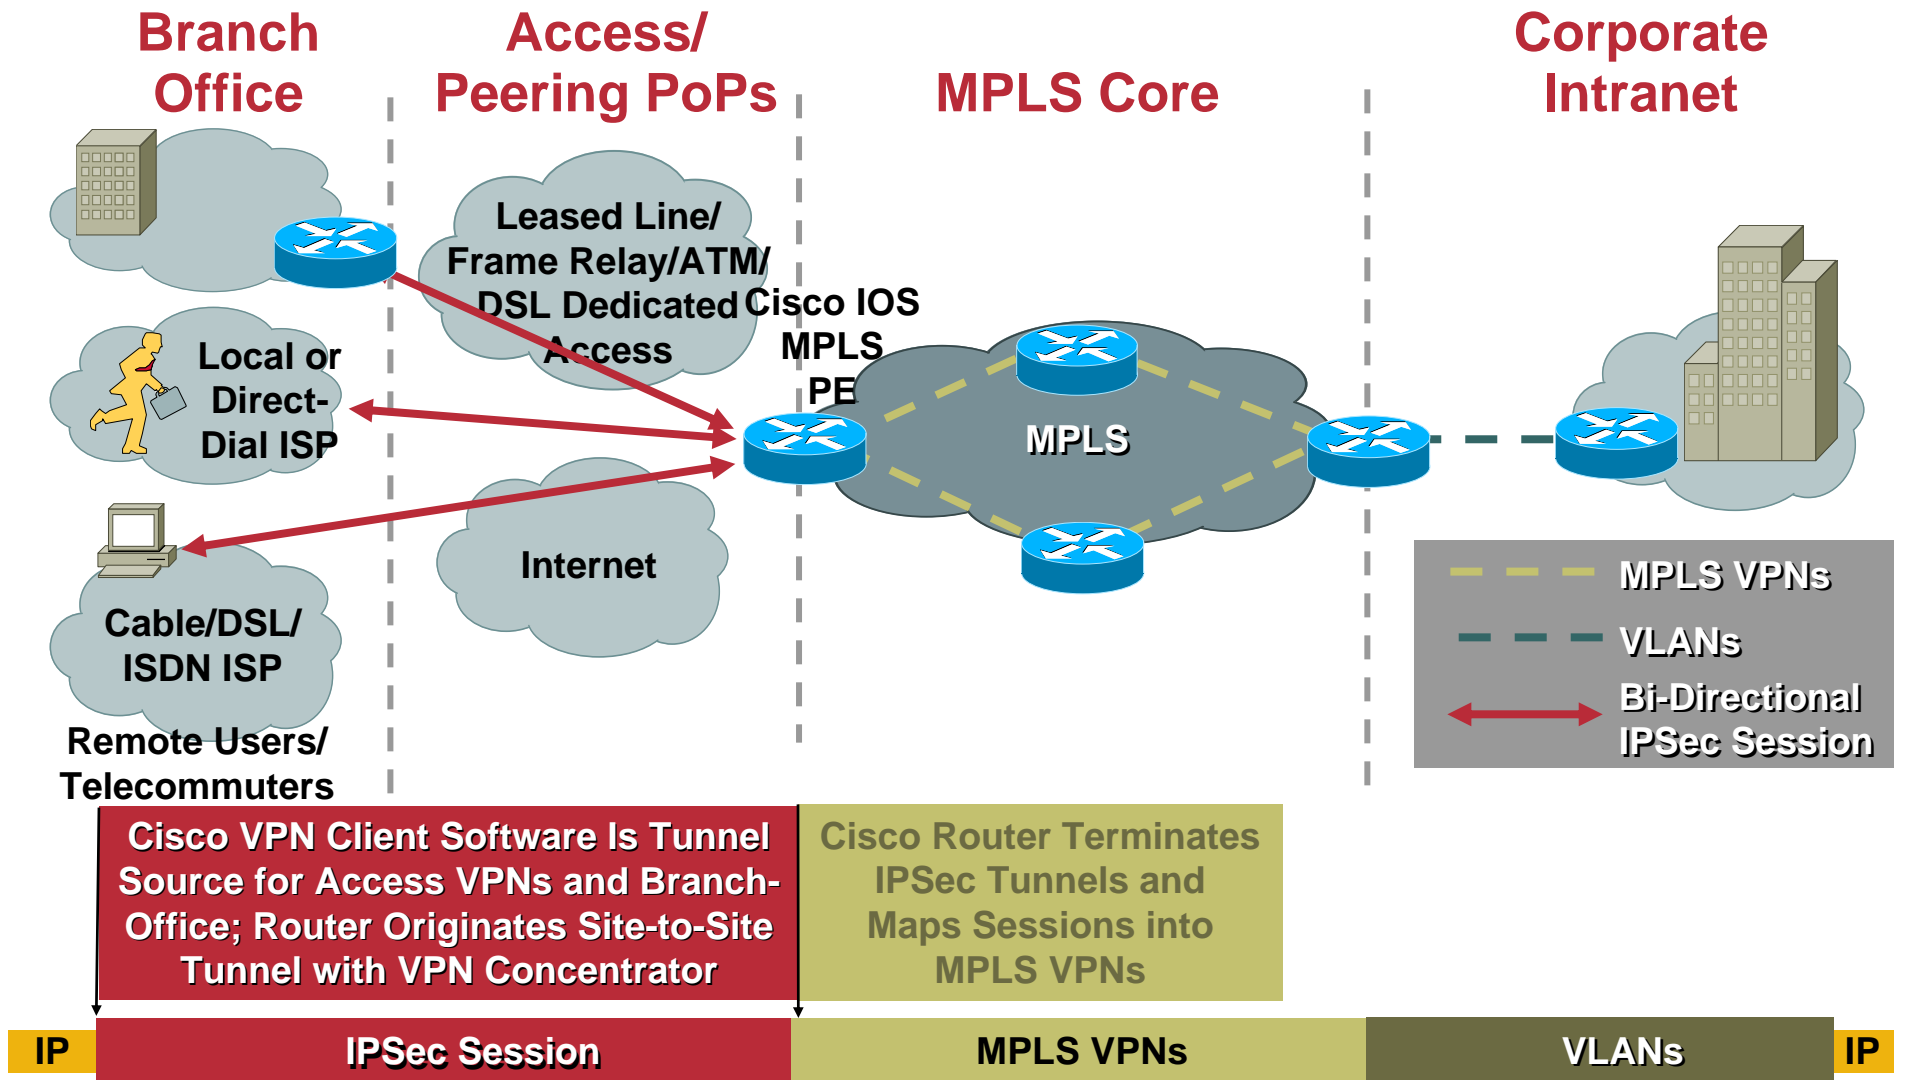 Branch
Office
Access/
Peering PoPs
MPLS Core
Corporate
Intranet
Leased Line/
Frame Relay/ATM/
DSL Dedicated
Access
Cisco IOS
MPLS
PE
Local or
Direct-
Dial ISP
MPLS
Internet
Cable/DSL/
ISDN ISP
Remote Users/
Telecommuters
MPLS VPNs
VLANs
Bi-Directional
IPSec Session
Cisco VPN Client Software Is Tunnel
Source for Access VPNs and Branch-
Office; Router Originates Site-to-Site
Tunnel with VPN Concentrator
Cisco Router Terminates
IPSec Tunnels and
Maps Sessions into
MPLS VPNs
IP
IPSec Session
MPLS VPNs
VLANs
IP